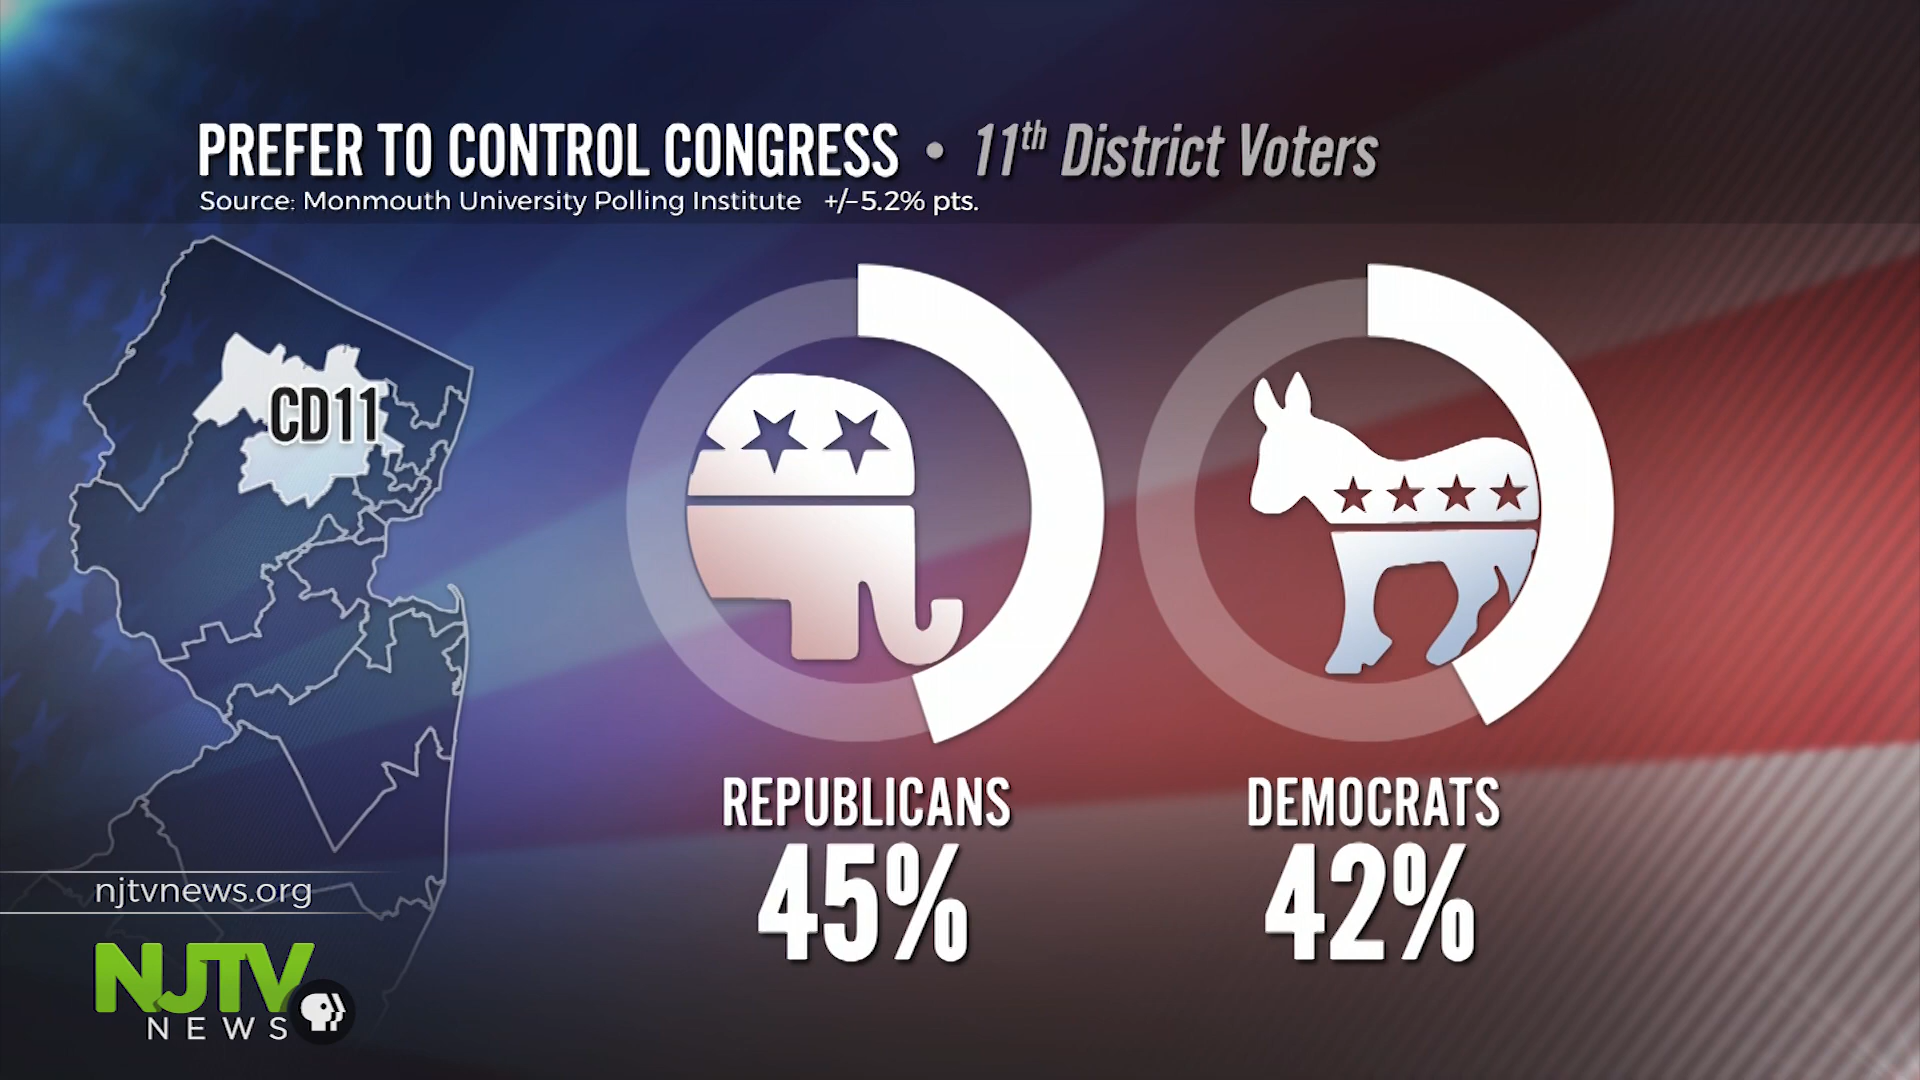 PREFER TO CONTROL CONGRESS • 11th District Voters
Source: Monmouth University Polling Institute +/-5.2% pts.
CD11
REPUBLICANS
45%
DEMOCRATS
42%
njtvnews.org
NJTV
NEWS